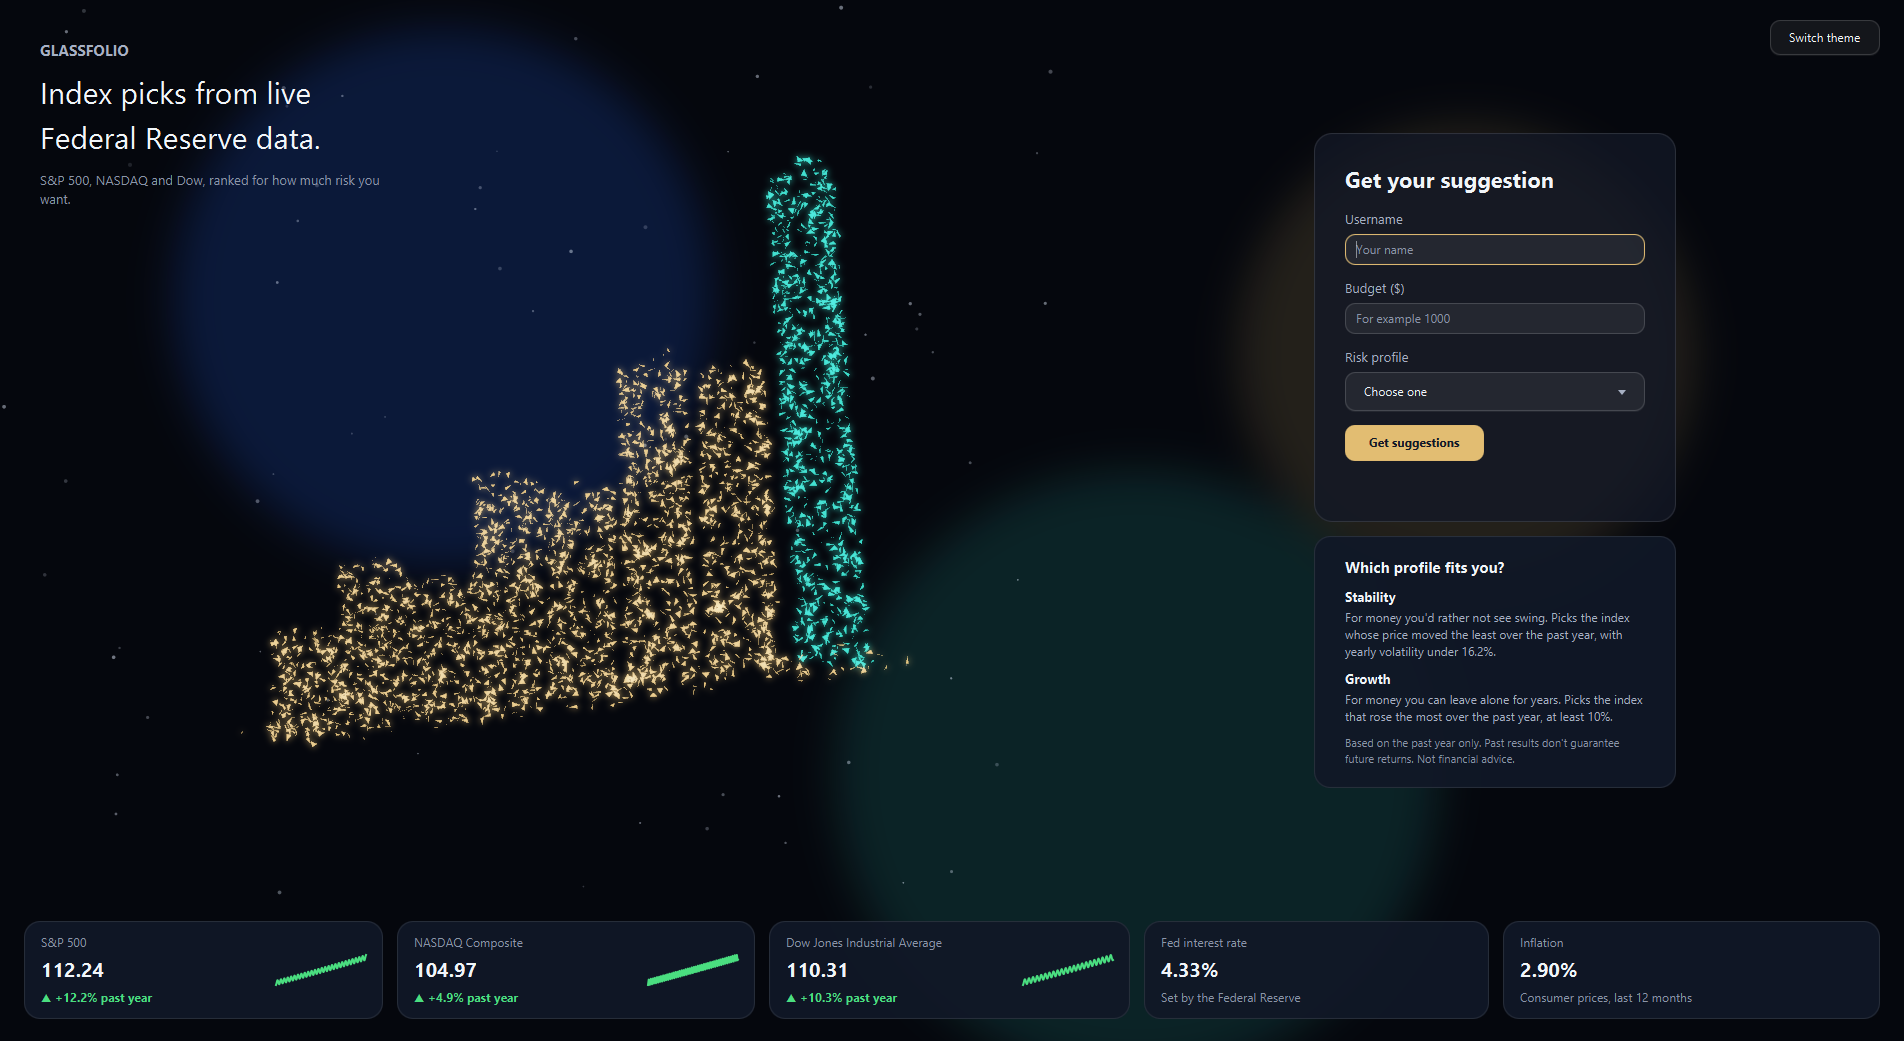 GLASSFOLIO
Switch theme
Index picks from live
Federal Reserve data.
S&P 500, NASDAQ and Dow, ranked for how much risk you
want.
Get your suggestion
Username
Your name
Budget ($)
For example 1000
Risk profile
Choose one
Get suggestions
Which profile fits you?
Stability
For money you'd rather not see swing. Picks the index
whose price moved the least over the past year, with
yearly volatility under 16.2%.
Growth
For money you can leave alone for years. Picks the index
that rose the most over the past year, at least 10%.
Based on the past year only. Past results don't guarantee
future returns. Not financial advice.
S&P 500
112.24
▲ +12.2% past year
NASDAQ Composite
104.97
▲ +4.9% past year
Dow Jones Industrial Average
110.31
▲ +10.3% past year
Fed interest rate
4.33%
Set by the Federal Reserve
Inflation
2.90%
Consumer prices, last 12 months